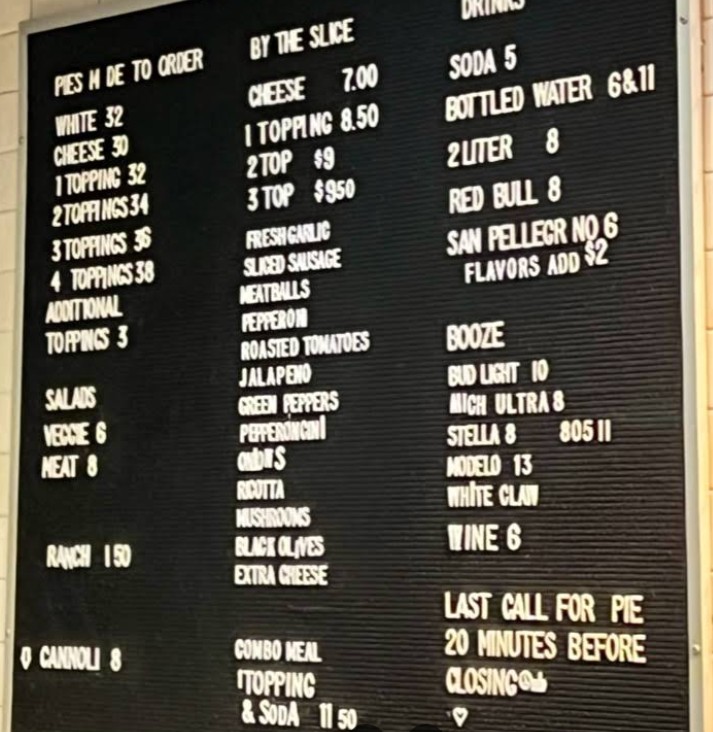 PIES M DE TO ORDER
WHITE 32
CHEESE 30
1 TOPPING 32
2 TOPPINGS 34
3 TOPPINGS 36
4 TOPPINGS 38
ADDITIONAL
TOPPINGS 3
SALADS
VEGGIE 6
MEAT 8
RANCH 1 50
CANNOLI 8
BY THE SLICE
CHEESE 7.00
1 TOPPING 8.50
2 TOP $9
3 TOP $950
FRESH GARLIC
SLICED SAUSAGE
MEATBALLS
PEPPERONI
ROASTED TOMATOES
JALAPENO
GREEN PEPPERS
PEPPERONCINI
ONIONS
RICOTTA
MUSHROOMS
BLACK OLIVES
EXTRA CHEESE
COMBO MEAL
1 TOPPING
& SODA 11 50
DRINKS
SODA 5
BOTTLED WATER 6&11
2 LITER 8
RED BULL 8
SAN PELLEGR NO 6
FLAVORS ADD $2
BOOZE
BUD LIGHT 10
MICH ULTRA 8
STELLA 8 805 11
MODELO 13
WHITE CLAW
WINE 6
LAST CALL FOR PIE
20 MINUTES BEFORE
CLOSING